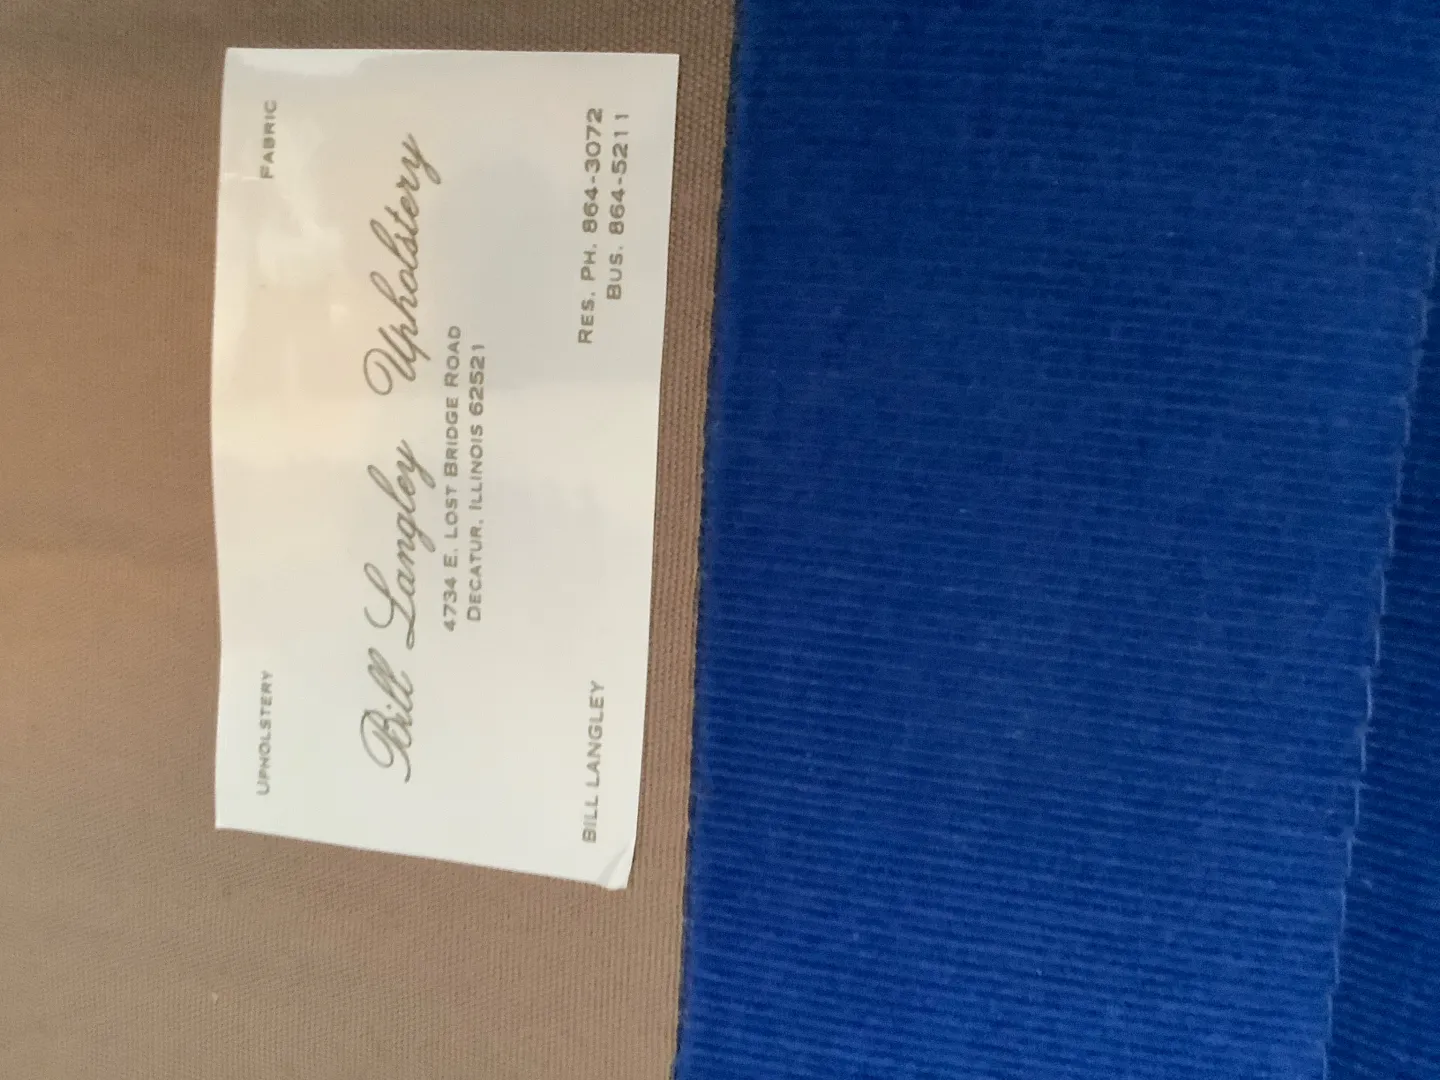 UPHOLSTERY FABRIC
Bill Langley Upholstery
4734 E. LOST BRIDGE ROAD
DECATUR, ILLINOIS 62521
BILL LANGLEY RES. PH. 864-3072
BUS. 864-5211